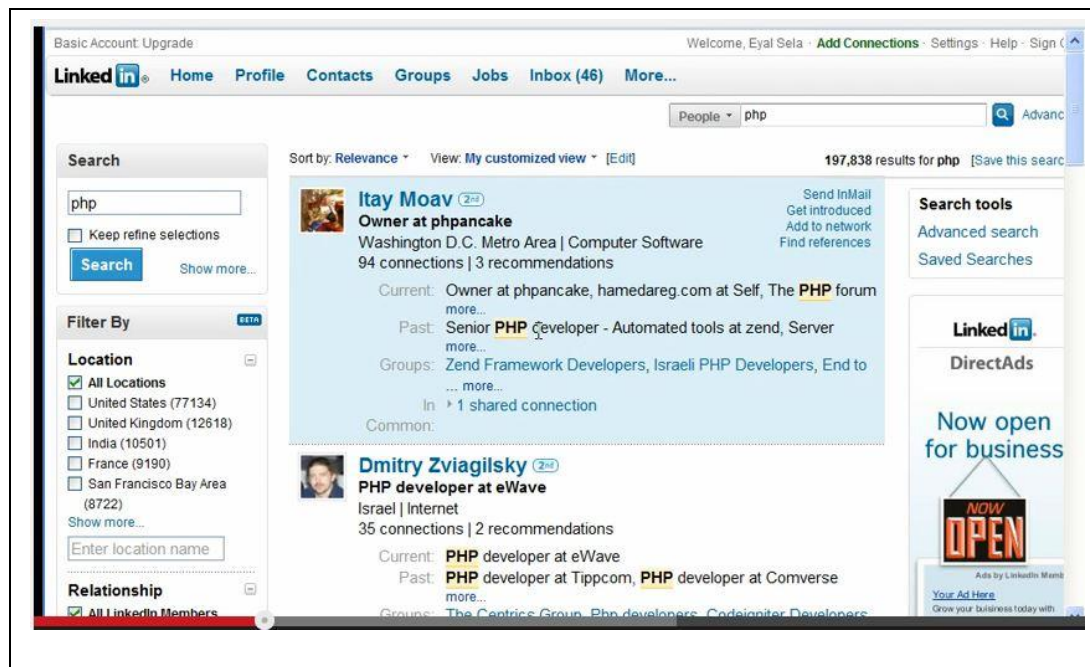 Basic Account: Upgrade
Welcome, Eyal Sela · Add Connections · Settings · Help · Sign
Linked in ® Home Profile Contacts Groups Jobs Inbox (46) More...
People php Advanc
Search
php
Keep refine selections
Search Show more...
Filter By BETA
Location
All Locations
United States (77134)
United Kingdom (12618)
India (10501)
France (9190)
San Francisco Bay Area
(8722)
Show more...
Enter location name
Relationship
All LinkedIn Members
Sort by: Relevance View: My customized view [Edit] 197,838 results for php [Save this searc
Itay Moav 2nd
Owner at phpancake
Washington D.C. Metro Area | Computer Software
94 connections | 3 recommendations
Send InMail
Get introduced
Add to network
Find references
Current: Owner at phpancake, hamedareg.com at Self, The PHP forum
more...
Past: Senior PHP developer - Automated tools at zend, Server
more...
Groups: Zend Framework Developers, Israeli PHP Developers, End to
... more...
In 1 shared connection
Common:
Dmitry Zviagilsky 2nd
PHP developer at eWave
Israel | Internet
35 connections | 2 recommendations
Current: PHP developer at eWave
Past: PHP developer at Tippcom, PHP developer at Comverse
more...
Groups: The Centrics Group, Php developers, Codeigniter Developers
Search tools
Advanced search
Saved Searches
Linked in.
DirectAds
Now open
for business
NOW
OPEN
Ads by LinkedIn Memb
Your Ad Here
Grow your buisiness today with